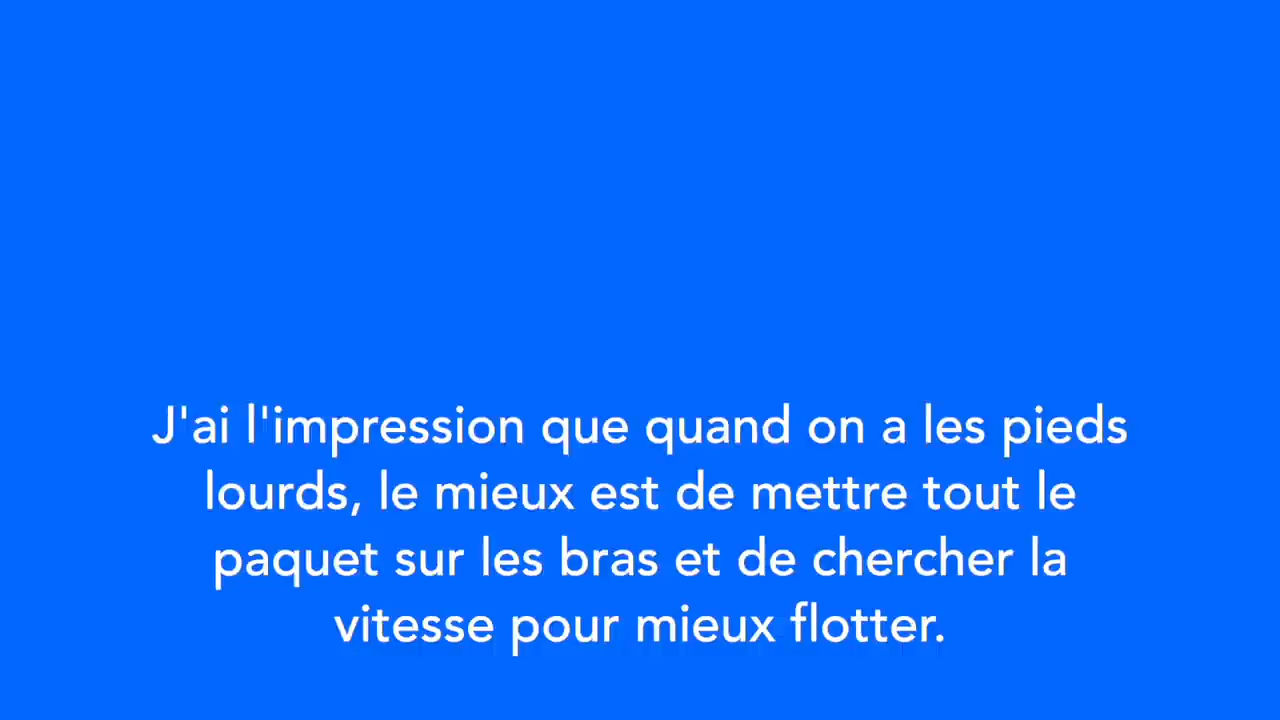 J'ai l'impression que quand on a les pieds
lourds, le mieux est de mettre tout le
paquet sur les bras et de chercher la
vitesse pour mieux flotter.